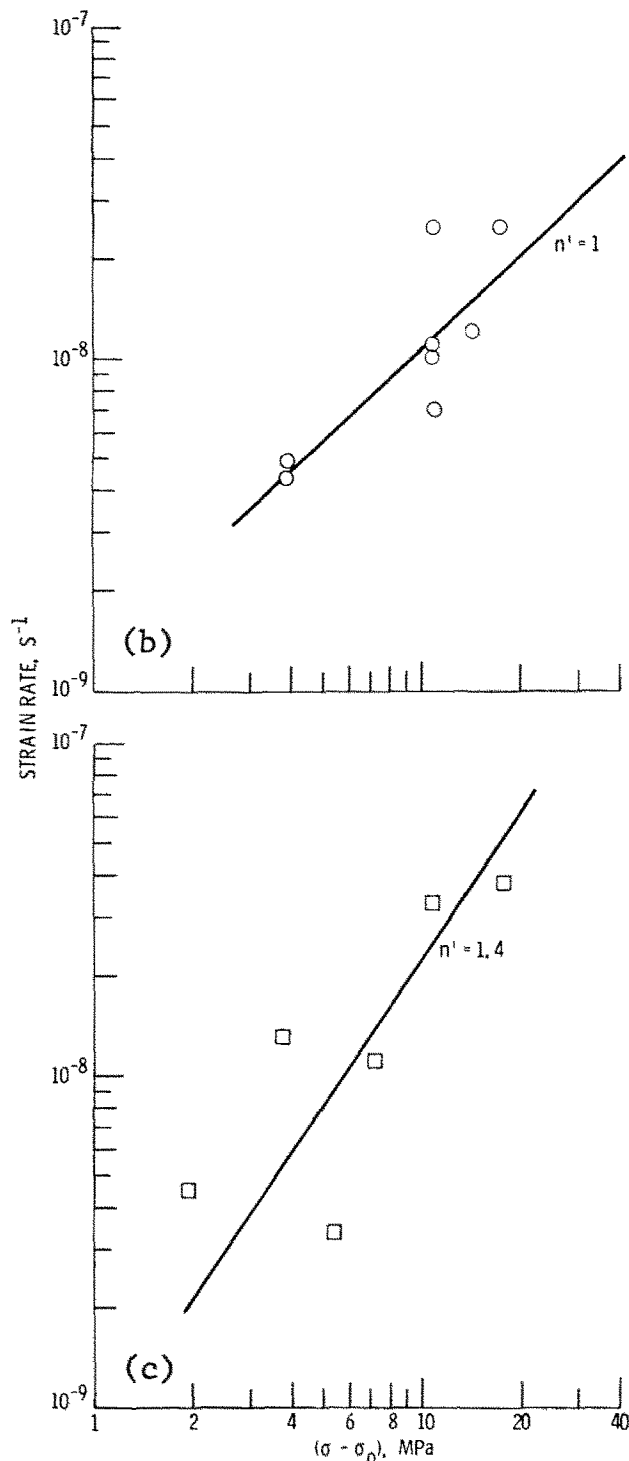 10-7
n' = 1
10-8
(b)
10-9
STRAIN RATE, S-1
10-7
n' = 1.4
10-8
(c)
10-9
1 2 4 6 8 10 20 40
(σ - σ0), MPa